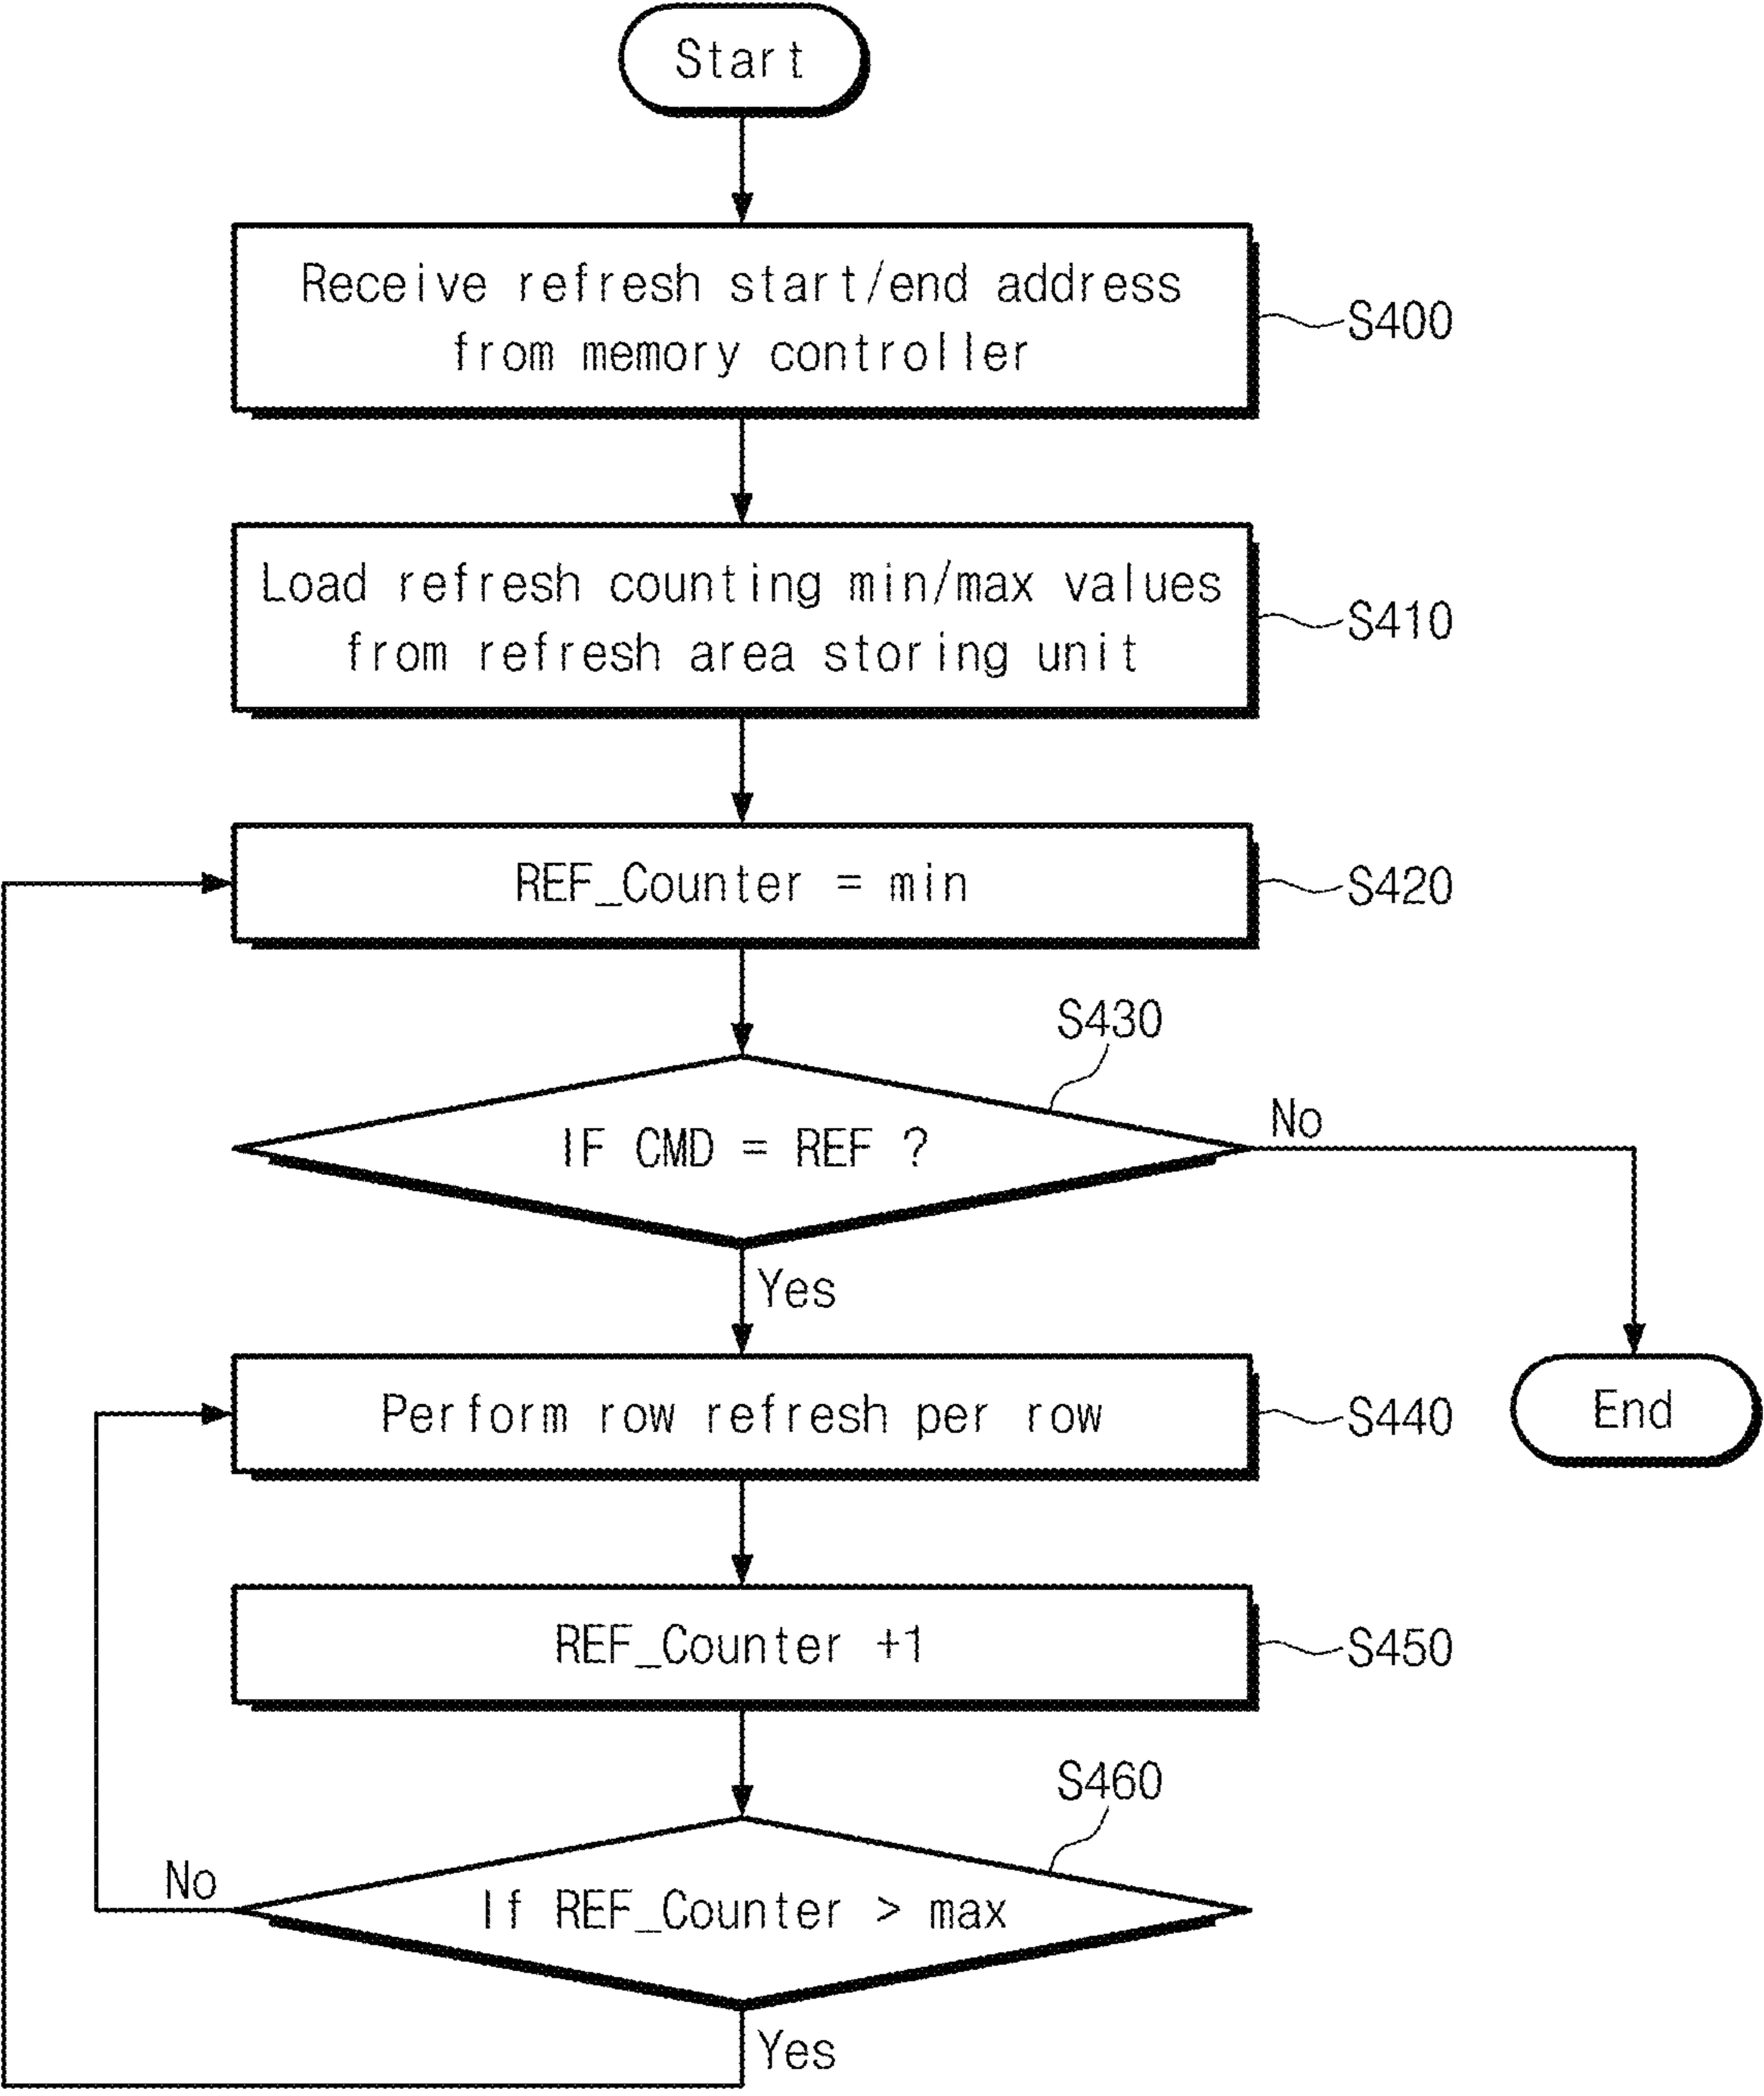 Start
Receive refresh start/end address
from memory controller
S400
Load refresh counting min/max values
from refresh area storing unit
S410
REF_Counter = min
S420
S430
IF CMD = REF ?
No
Yes
Perform row refresh per row
S440
End
REF_Counter +1
S450
S460
If REF_Counter > max
No
Yes